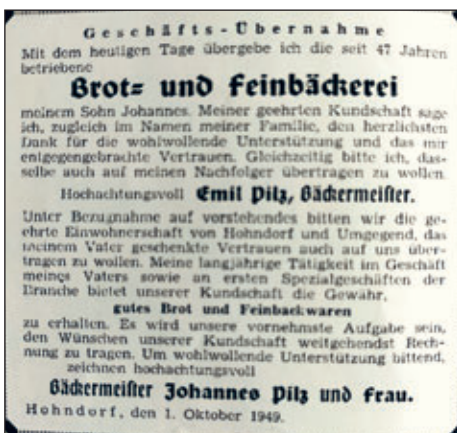 Geschäfts-Übernahme
Mit dem heutigen Tage übergebe ich die seit 47 Jahren
betriebene
Brot= und Feinbäckerei
meinem Sohn Johannes. Meiner geehrten Kundschaft sage
ich, zugleich im Namen meiner Familie, den herzlichsten
Dank für die wohlwollende Unterstützung und das mir
entgegengebrachte Vertrauen. Gleichzeitig bitte ich, das-
selbe auch auf meinen Nachfolger übertragen zu wollen.
Hochachtungsvoll Emil Pilz, Bäckermeister.
Unter Bezugnahme auf vorstehendes bitten wir die ge-
ehrte Einwohnerschaft von Hohndorf und Umgegend, das
meinem Vater geschenkte Vertrauen auch auf uns über-
tragen zu wollen. Meine langjährige Tätigkeit im Geschäft
meines Vaters sowie an ersten Spezialgeschäften der
Branche bietet unserer Kundschaft die Gewähr,
gutes Brot und Feinbackwaren
zu erhalten. Es wird unsere vornehmste Aufgabe sein,
den Wünschen unserer Kundschaft weitgehendst Rech-
nung zu tragen. Um wohlwollende Unterstützung bittend,
zeichnen hochachtungsvoll
Bäckermeister Johannes Pilz und Frau.
Hohndorf, den 1. Oktober 1949.